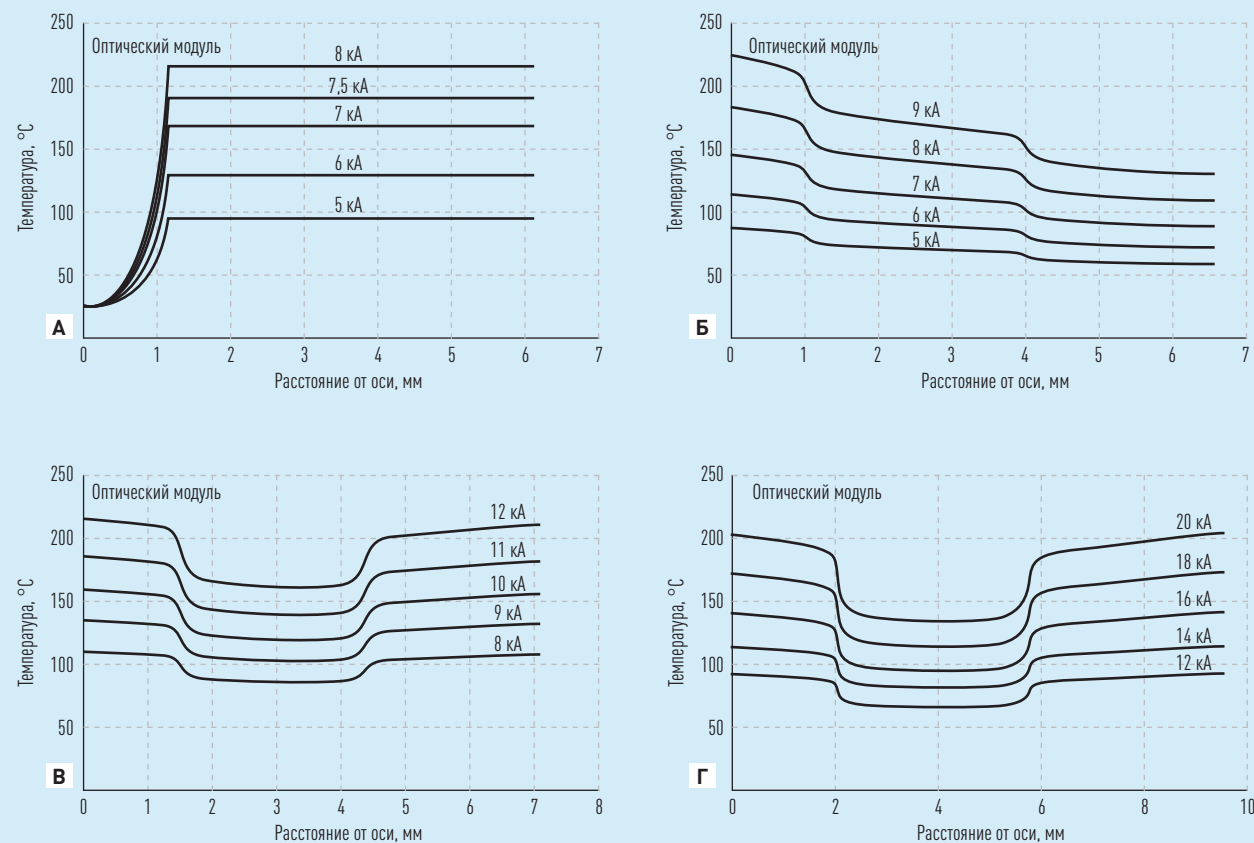 250
Оптический модуль
8 кА
200
7,5 кА
7 кА
150
6 кА
100
5 кА
50
Температура, °С
А
0 1 2 3 4 5 6 7
Расстояние от оси, мм
250
Оптический модуль
200
9 кА
150
8 кА
7 кА
100
6 кА
5 кА
50
Температура, °С
Б
0 1 2 3 4 5 6 7
Расстояние от оси, мм
250
Оптический модуль
12 кА
200
11 кА
150
10 кА
9 кА
100
8 кА
50
Температура, °С
В
0 1 2 3 4 5 6 7 8
Расстояние от оси, мм
250
Оптический модуль
20 кА
200
18 кА
150
16 кА
14 кА
100
12 кА
50
Температура, °С
Г
0 2 4 6 8 10
Расстояние от оси, мм